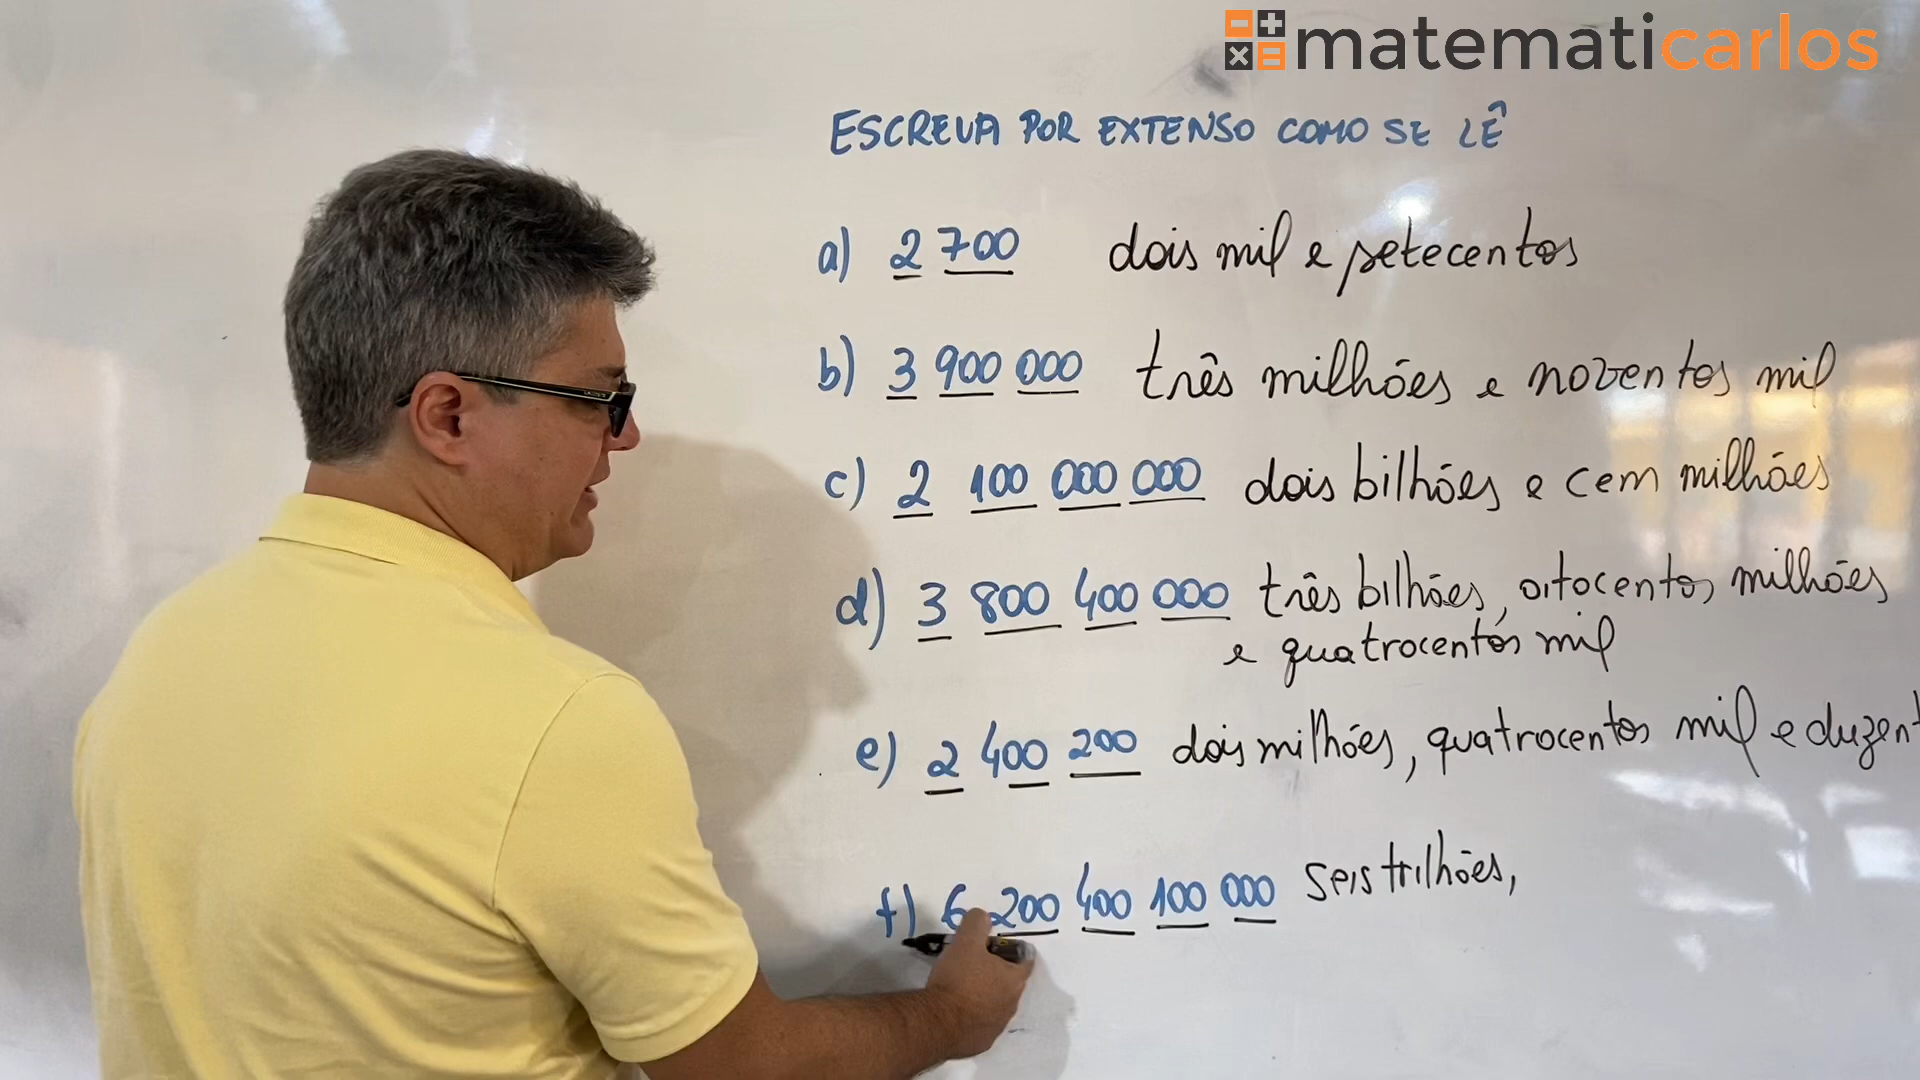 matematicarlos
ESCREVA POR EXTENSO COMO SE LÊ
a) 2 700 dois mil e setecentos
b) 3 900 000 três milhões e noventos mil
c) 2 100 000 000 dois bilhões e cem milhões
d) 3 800 400 000 três bilhões, oitocentos milhões
e quatrocentos mil
e) 2 400 200 dois milhões, quatrocentos mil e duzent
f) 6 200 400 100 000 seis trilhões,